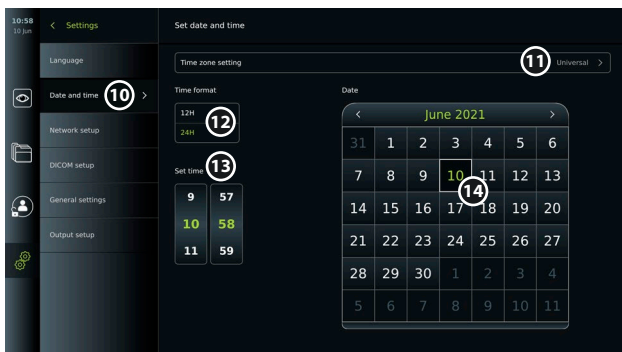 10:58
10 Jun
Settings
Set date and time
Language
Date and time 10
Network setup
DICOM setup
General settings
Output setup
Time zone setting 11 Universal
Time format
12H
24H
12
Set time 13
9 57
10 58
11 59
Date
June 2021
31 1 2 3 4 5 6
7 8 9 10 11 12 13
14
14 15 16 17 18 19 20
21 22 23 24 25 26 27
28 29 30 1 2 3 4
5 6 7 8 9 10 11